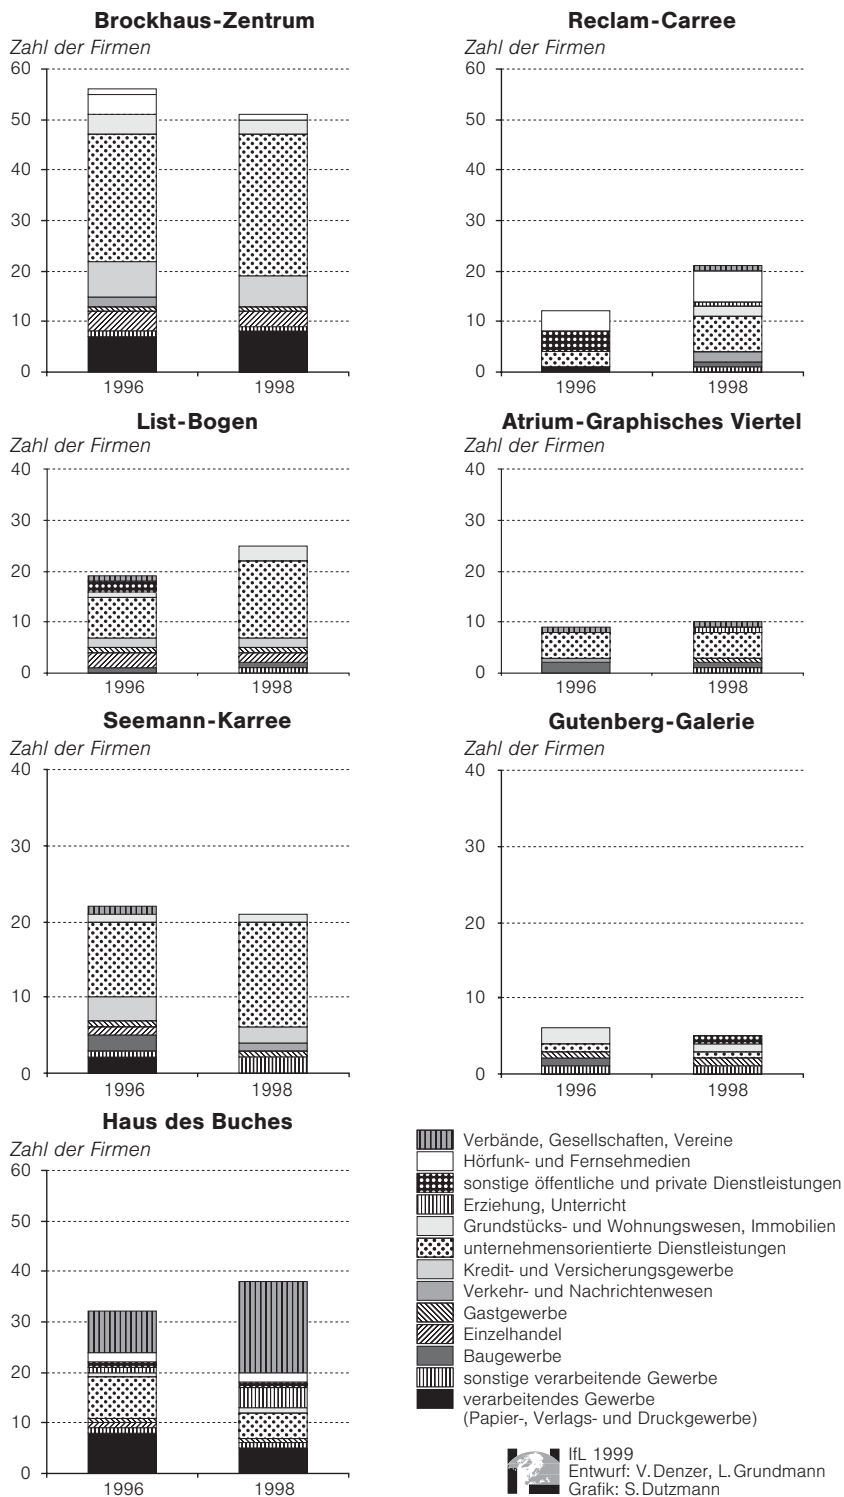 Brockhaus-Zentrum
Zahl der Firmen
60
50
40
30
20
10
0
1996
1998
Reclam-Carree
Zahl der Firmen
60
50
40
30
20
10
0
1996
1998
List-Bogen
Zahl der Firmen
40
30
20
10
0
1996
1998
Atrium-Graphisches Viertel
Zahl der Firmen
40
30
20
10
0
1996
1998
Seemann-Karree
Zahl der Firmen
40
30
20
10
0
1996
1998
Gutenberg-Galerie
Zahl der Firmen
40
30
20
10
0
1996
1998
Haus des Buches
Zahl der Firmen
60
50
40
30
20
10
0
1996
1998
Verbände, Gesellschaften, Vereine
Hörfunk- und Fernsehmedien
sonstige öffentliche und private Dienstleistungen
Erziehung, Unterricht
Grundstücks- und Wohnungswesen, Immobilien
unternehmensorientierte Dienstleistungen
Kredit- und Versicherungsgewerbe
Verkehr- und Nachrichtenwesen
Gastgewerbe
Einzelhandel
Baugewerbe
sonstige verarbeitende Gewerbe
verarbeitendes Gewerbe
(Papier-, Verlags- und Druckgewerbe)
IfL 1999
Entwurf: V. Denzer, L. Grundmann
Grafik: S. Dutzmann